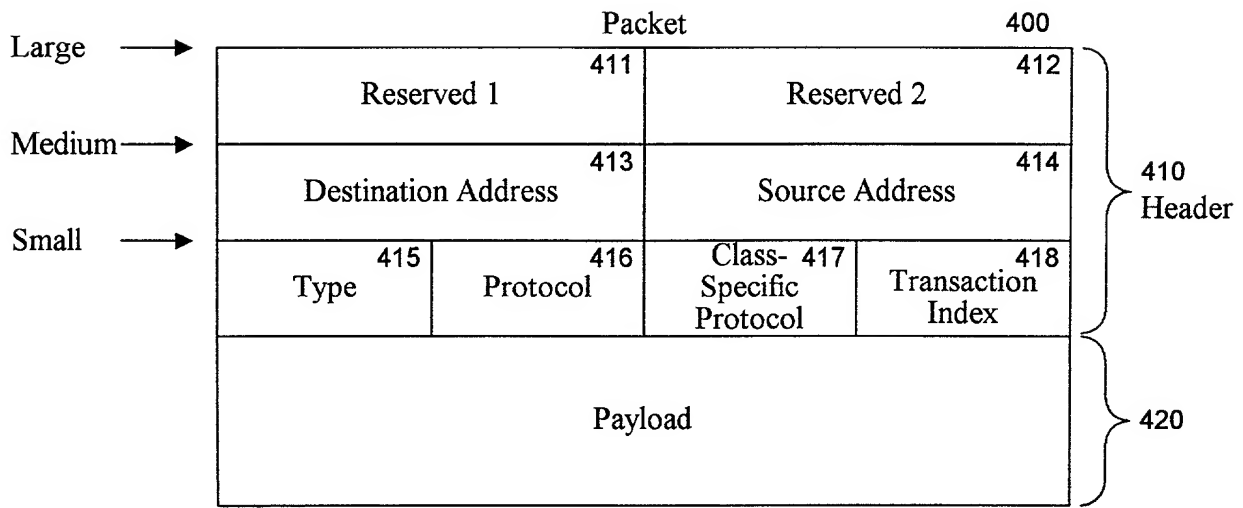 Packet 400
Large
411 412
Reserved 1 Reserved 2
Medium
413 414
Destination Address Source Address
410
Header
Small
415 416 Class- 417 418
Type Protocol Specific Transaction
Protocol Index
Payload 420